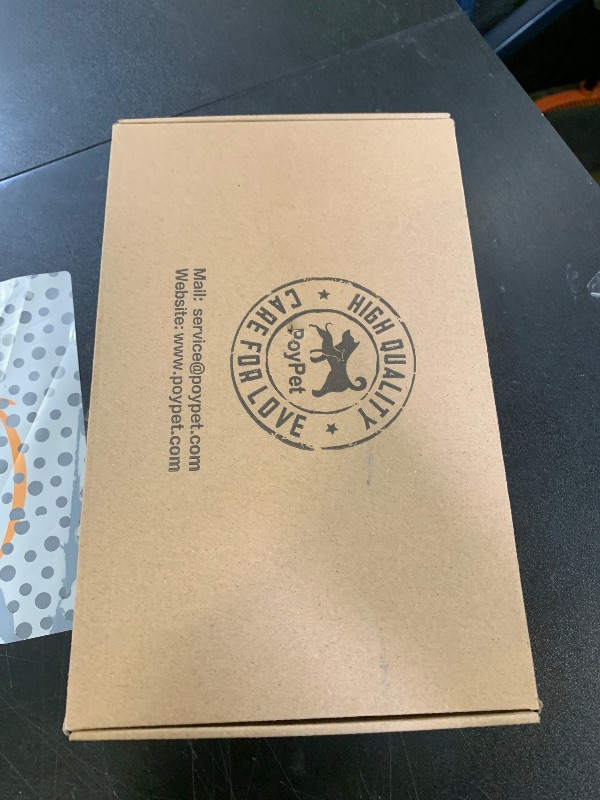 HIGH QUALITY
PoyPet
CARE FOR LOVE
Mail: service@poypet.com
Website: www.poypet.com